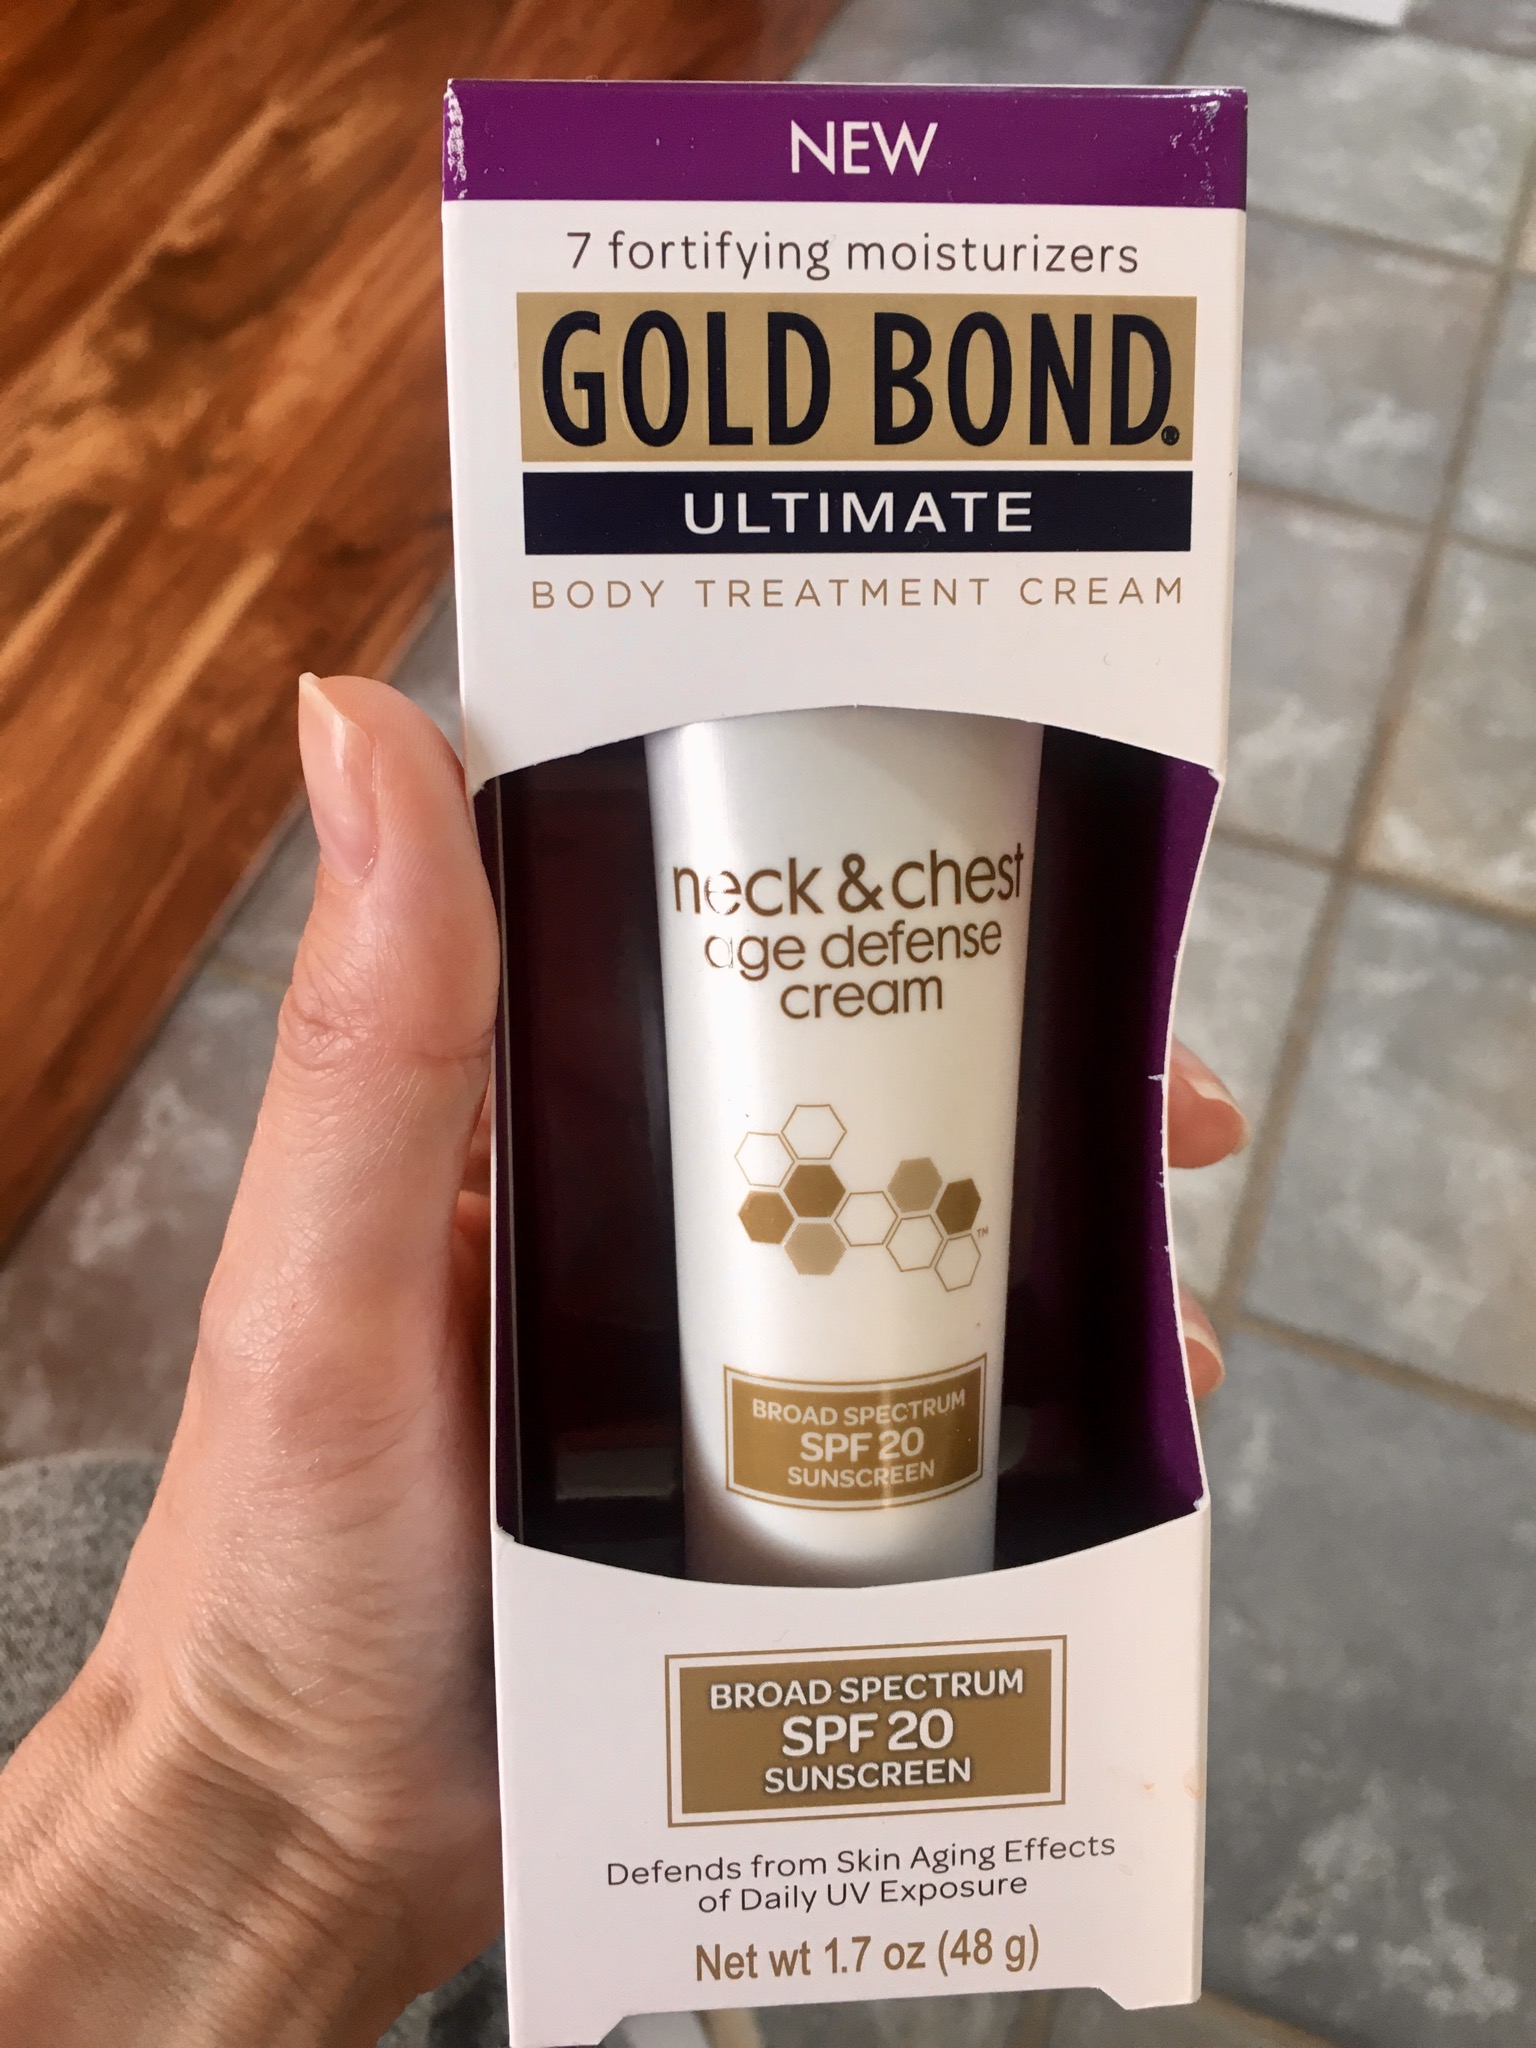 NEW
7 fortifying moisturizers
GOLD BOND®
ULTIMATE
BODY TREATMENT CREAM
neck & chest
age defense
cream
™
BROAD SPECTRUM
SPF 20
SUNSCREEN
BROAD SPECTRUM
SPF 20
SUNSCREEN
Defends from Skin Aging Effects
of Daily UV Exposure
Net wt 1.7 oz (48 g)